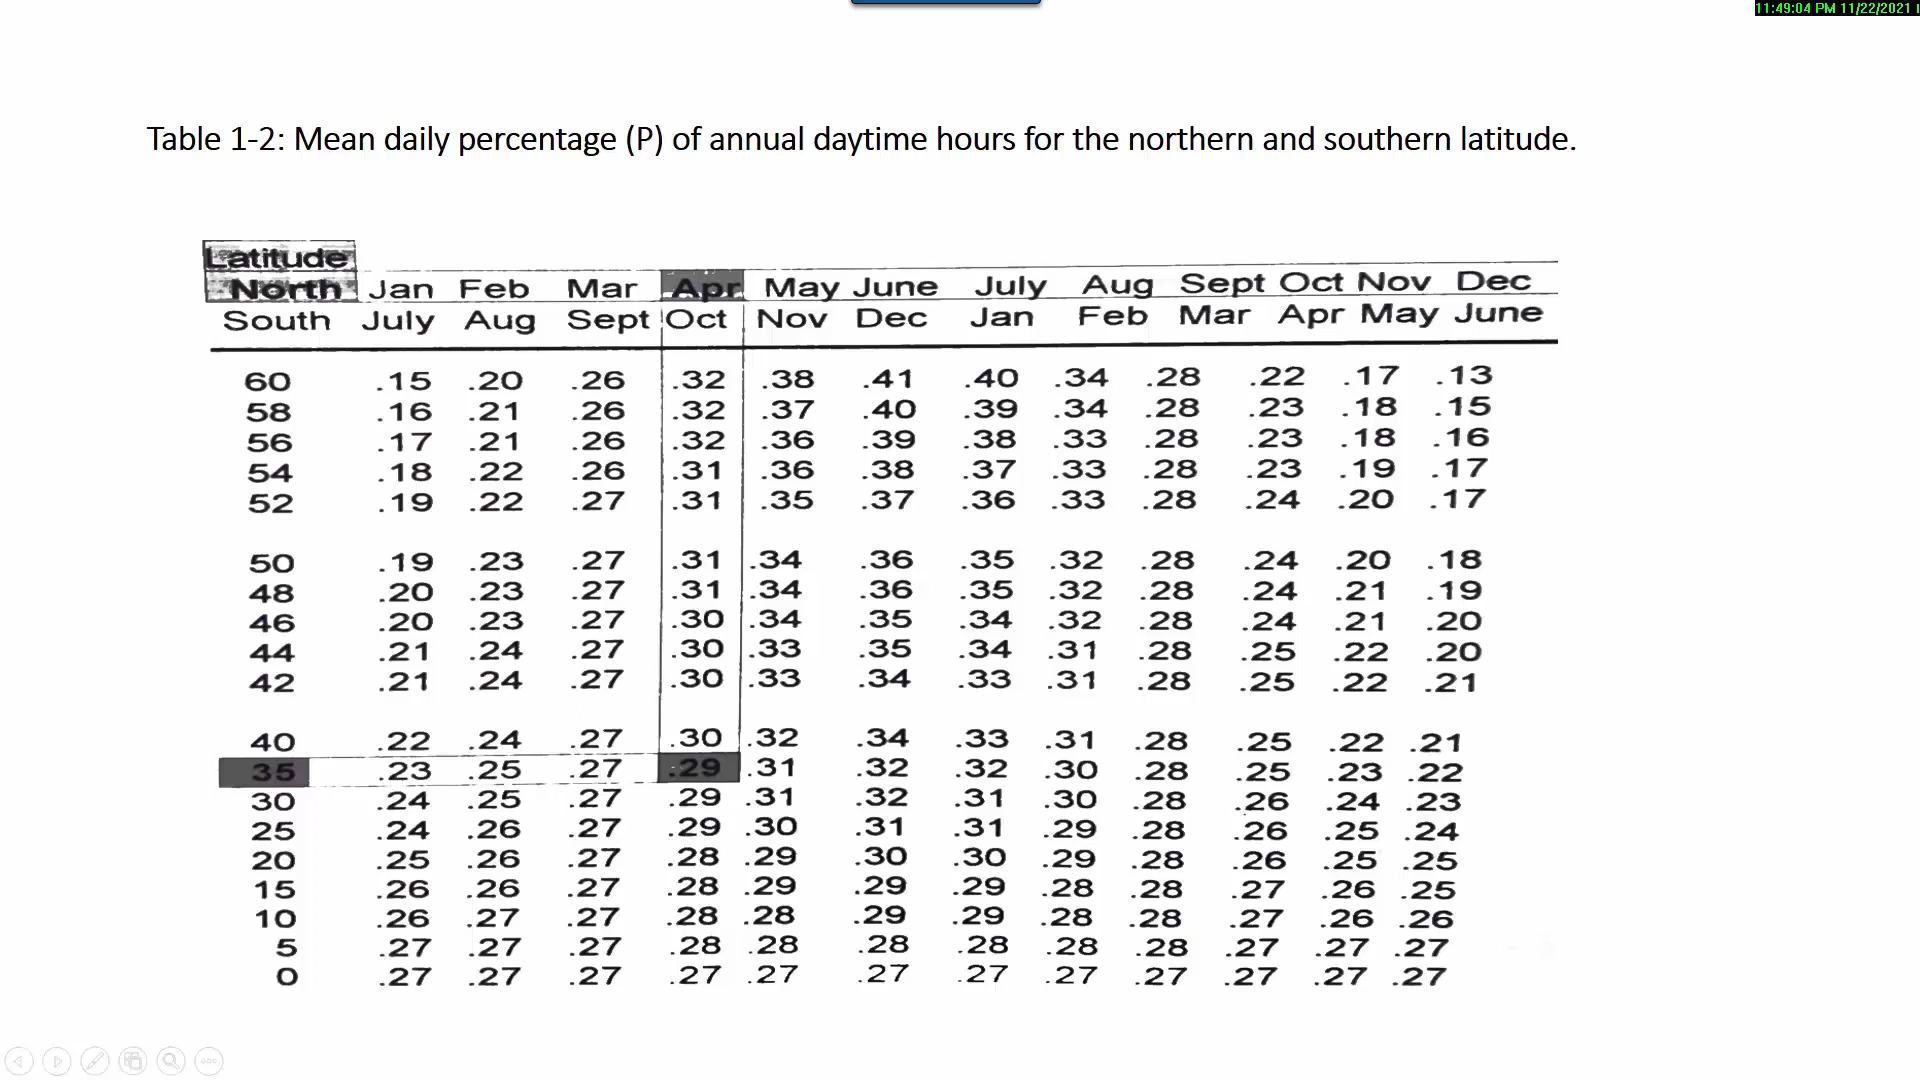 11:49:04 PM 11/22/2021
Table 1-2: Mean daily percentage (P) of annual daytime hours for the northern and southern latitude.
Latitude
North Jan Feb Mar Apr May June July Aug Sept Oct Nov Dec
South July Aug Sept Oct Nov Dec Jan Feb Mar Apr May June
60 .15 .20 .26 .32 .38 .41 .40 .34 .28 .22 .17 .13
58 .16 .21 .26 .32 .37 .40 .39 .34 .28 .23 .18 .15
56 .17 .21 .26 .32 .36 .39 .38 .33 .28 .23 .18 .16
54 .18 .22 .26 .31 .36 .38 .37 .33 .28 .23 .19 .17
52 .19 .22 .27 .31 .35 .37 .36 .33 .28 .24 .20 .17
50 .19 .23 .27 .31 .34 .36 .35 .32 .28 .24 .20 .18
48 .20 .23 .27 .31 .34 .36 .35 .32 .28 .24 .21 .19
46 .20 .23 .27 .30 .34 .35 .34 .32 .28 .24 .21 .20
44 .21 .24 .27 .30 .33 .35 .34 .31 .28 .25 .22 .20
42 .21 .24 .27 .30 .33 .34 .33 .31 .28 .25 .22 .21
40 .22 .24 .27 .30 .32 .34 .33 .31 .28 .25 .22 .21
35 .23 .25 .27 .29 .31 .32 .32 .30 .28 .25 .23 .22
30 .24 .25 .27 .29 .31 .32 .31 .30 .28 .26 .24 .23
25 .24 .26 .27 .29 .30 .31 .31 .29 .28 .26 .25 .24
20 .25 .26 .27 .28 .29 .30 .30 .29 .28 .26 .25 .25
15 .26 .26 .27 .28 .29 .29 .29 .28 .28 .27 .26 .25
10 .26 .27 .27 .28 .28 .29 .29 .28 .28 .27 .26 .26
5 .27 .27 .27 .28 .28 .28 .28 .28 .28 .27 .27 .27
0 .27 .27 .27 .27 .27 .27 .27 .27 .27 .27 .27 .27